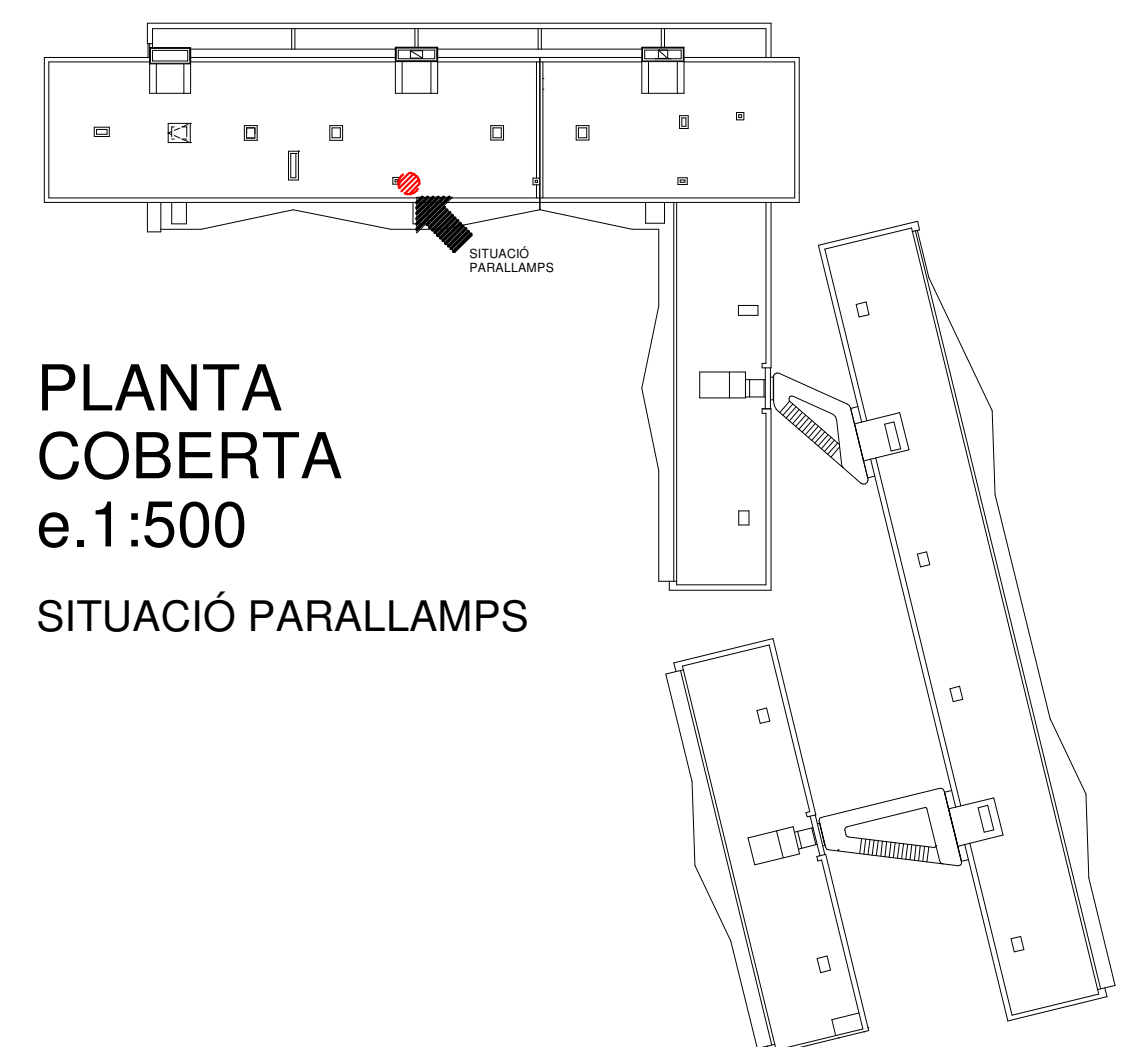 SITUACIÓ
PARALLAMPS
PLANTA
COBERTA
e.1:500
SITUACIÓ PARALLAMPS